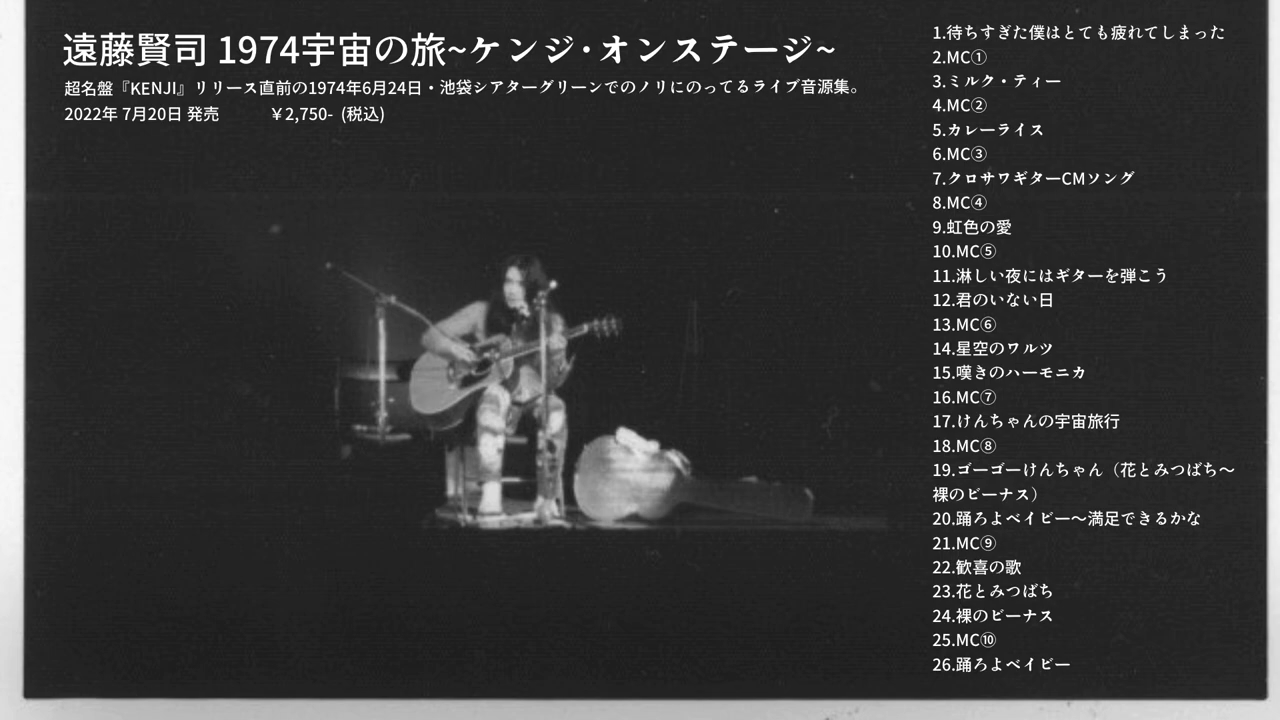 遠藤賢司 1974宇宙の旅~ケンジ・オンステージ~
超名盤『KENJI』リリース直前の1974年6月24日・池袋シアターグリーンでのノリにのってるライブ音源集。
2022年 7月20日 発売 ￥2,750- (税込)
1.待ちすぎた僕はとても疲れてしまった
2.MC①
3.ミルク・ティー
4.MC②
5.カレーライス
6.MC③
7.クロサワギターCMソング
8.MC④
9.虹色の愛
10.MC⑤
11.淋しい夜にはギターを弾こう
12.君のいない日
13.MC⑥
14.星空のワルツ
15.嘆きのハーモニカ
16.MC⑦
17.けんちゃんの宇宙旅行
18.MC⑧
19.ゴーゴーけんちゃん（花とみつばち〜
裸のビーナス）
20.踊ろよベイビー〜満足できるかな
21.MC⑨
22.歓喜の歌
23.花とみつばち
24.裸のビーナス
25.MC⑩
26.踊ろよベイビー